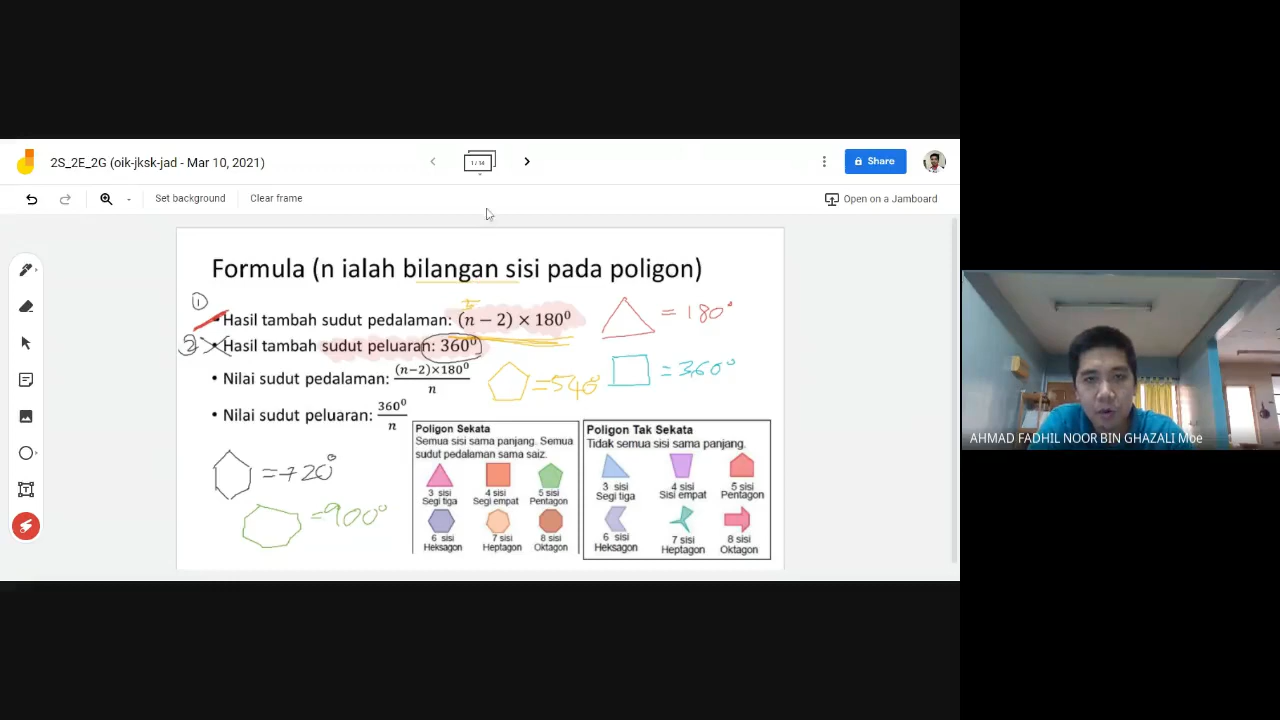 2S_2E_2G (oik-jksk-jad - Mar 10, 2021)
1 / 14
Share
Set background
Clear frame
Open on a Jamboard
Formula (n ialah bilangan sisi pada poligon)
1
5
• Hasil tambah sudut pedalaman: (n − 2) × 180⁰
= 180°
2
• Hasil tambah sudut peluaran: 360⁰
= 360°
• Nilai sudut pedalaman: (n−2)×180⁰ / n
= 540°
• Nilai sudut peluaran: 360⁰ / n
= 720°
= 900°
Poligon Sekata
Semua sisi sama panjang. Semua
sudut pedalaman sama saiz.
3 sisi
Segi tiga
4 sisi
Segi empat
5 sisi
Pentagon
6 sisi
Heksagon
7 sisi
Heptagon
8 sisi
Oktagon
Poligon Tak Sekata
Tidak semua sisi sama panjang.
3 sisi
Segi tiga
4 sisi
Sisi empat
5 sisi
Pentagon
6 sisi
Heksagon
7 sisi
Heptagon
8 sisi
Oktagon
AHMAD FADHIL NOOR BIN GHAZALI Moe